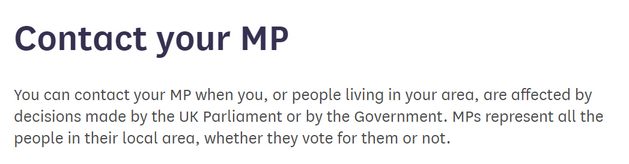 Contact your MP
You can contact your MP when you, or people living in your area, are affected by
decisions made by the UK Parliament or by the Government. MPs represent all the
people in their local area, whether they vote for them or not.